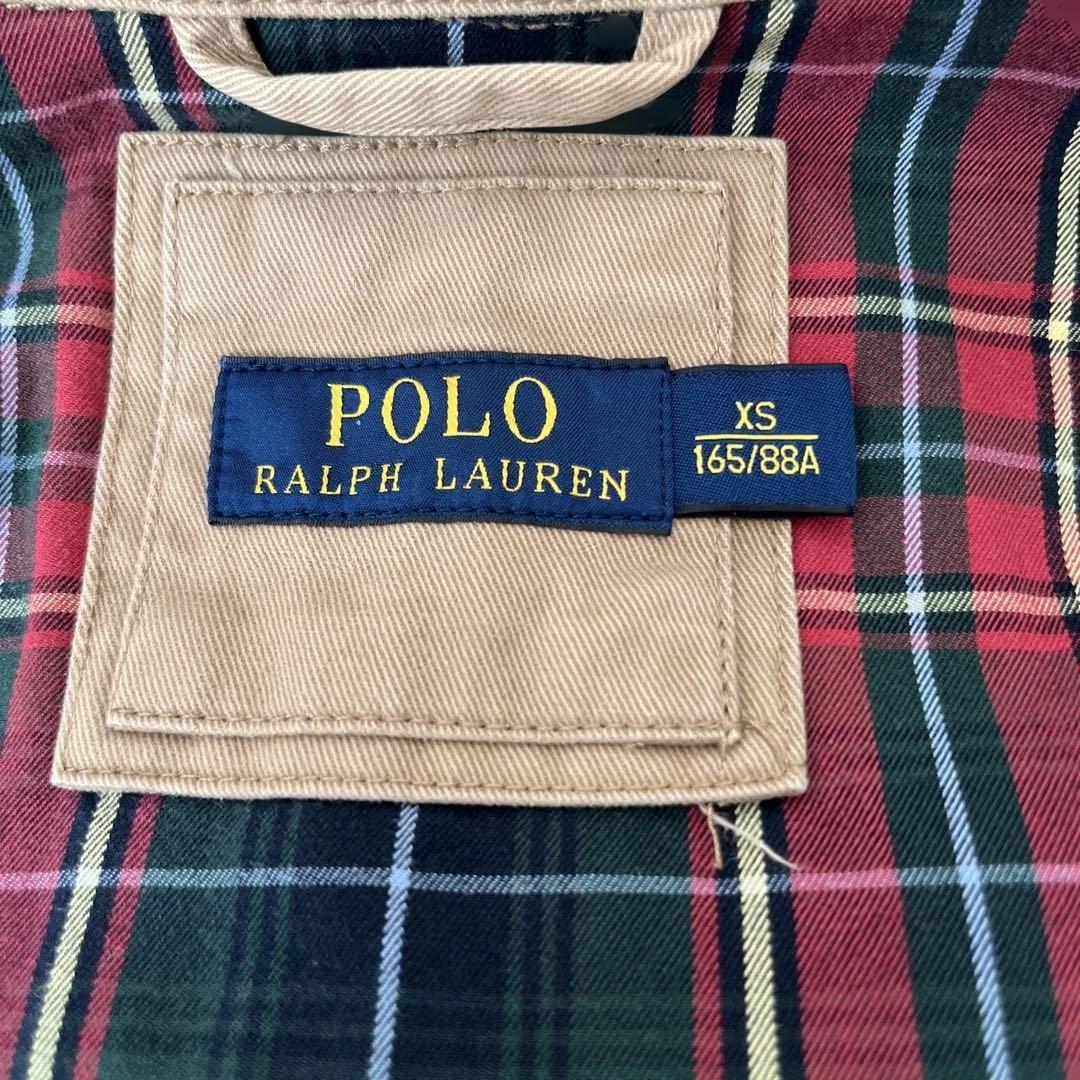 POLO
RALPH LAUREN
XS
165/88A